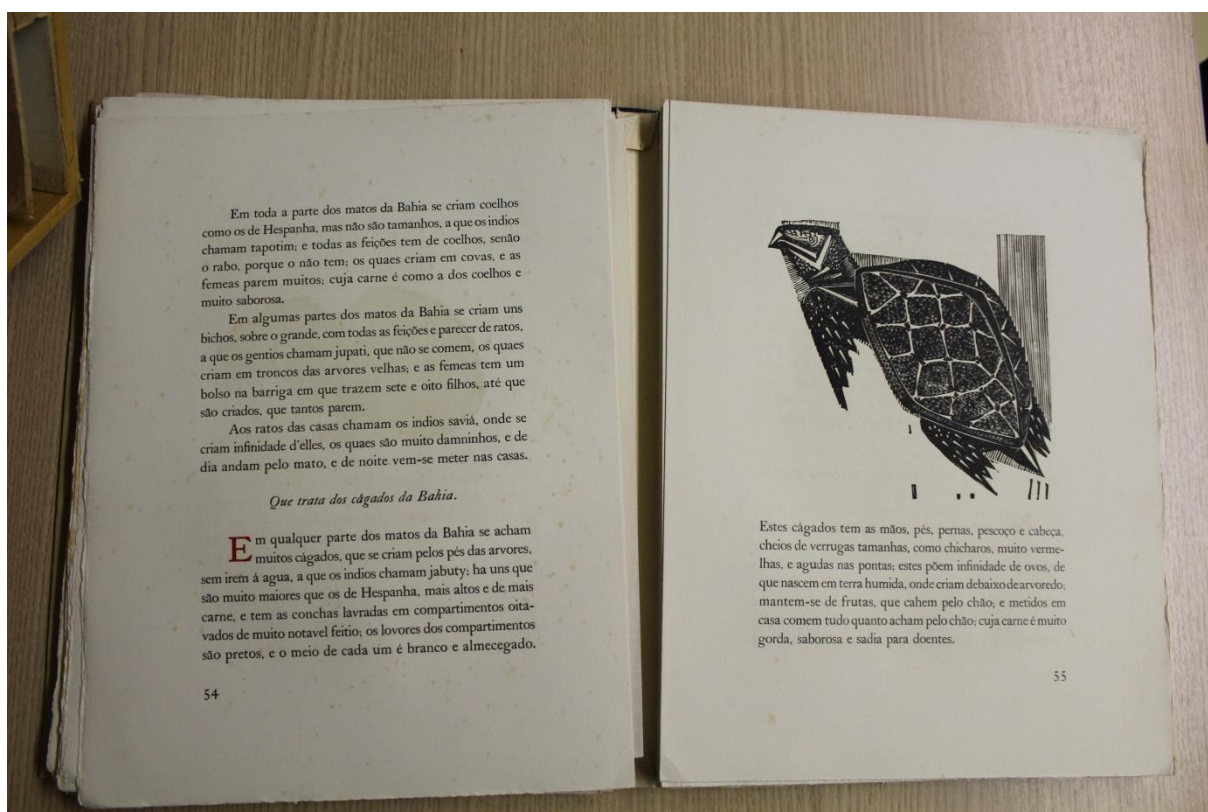 Em toda a parte dos matos da Bahia se criam coelhos
como os de Hespanha, mas não são tamanhos, a que os indios
chamam tapotim; e todas as feições tem de coelhos, senão
o rabo, porque o não tem; os quaes criam em covas, e as
femeas parem muitos; cuja carne é como a dos coelhos e
muito saborosa.
Em algumas partes dos matos da Bahia se criam uns
bichos, sobre o grande, com todas as feições e parecer de ratos,
a que os gentios chamam jupati, que não se comem, os quaes
criam em troncos das arvores velhas; e as femeas tem um
bolso na barriga em que trazem sete e oito filhos, até que
são criados, que tantos parem.
Aos ratos das casas chamam os indios saviá, onde se
criam infinidade d'elles, os quaes são muito damninhos, e de
dia andam pelo mato, e de noite vem-se meter nas casas.
Que trata dos cágados da Bahia.
Em qualquer parte dos matos da Bahia se acham
muitos cágados, que se criam pelos pés das arvores,
sem irem á agua, a que os indios chamam jabuty; ha uns que
são muito maiores que os de Hespanha, mais altos e de mais
carne, e tem as conchas lavradas em compartimentos oita-
vados de muito notavel feitio; os lovores dos compartimentos
são pretos, e o meio de cada um é branco e almecegado.
54
Estes cágados tem as mãos, pés, pernas, pescoço e cabeça,
cheios de verrugas tamanhas, como chicharos, muito verme-
lhas, e agudas nas pontas; estes põem infinidade de ovos, de
que nascem em terra humida, onde criam debaixo de arvoredo;
mantem-se de frutas, que cahem pelo chão; e metidos em
casa comem tudo quanto acham pelo chão; cuja carne é muito
gorda, saborosa e sadia para doentes.
55